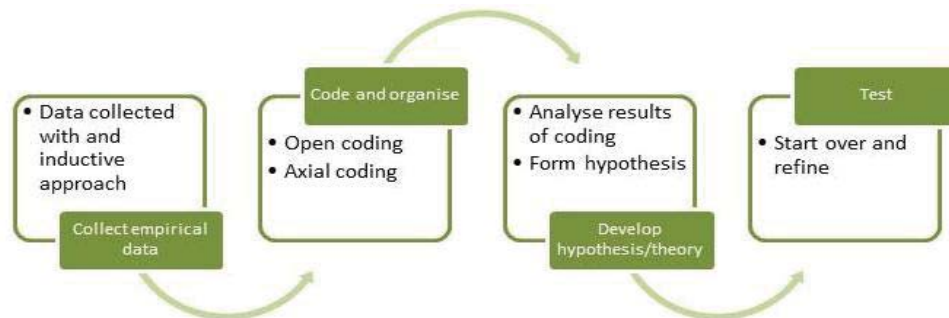 • Data collected
with and
inductive
approach
Collect empirical
data
Code and organise
• Open coding
• Axial coding
• Analyse results
of coding
• Form hypothesis
Develop
hypothesis/theory
Test
• Start over and
refine